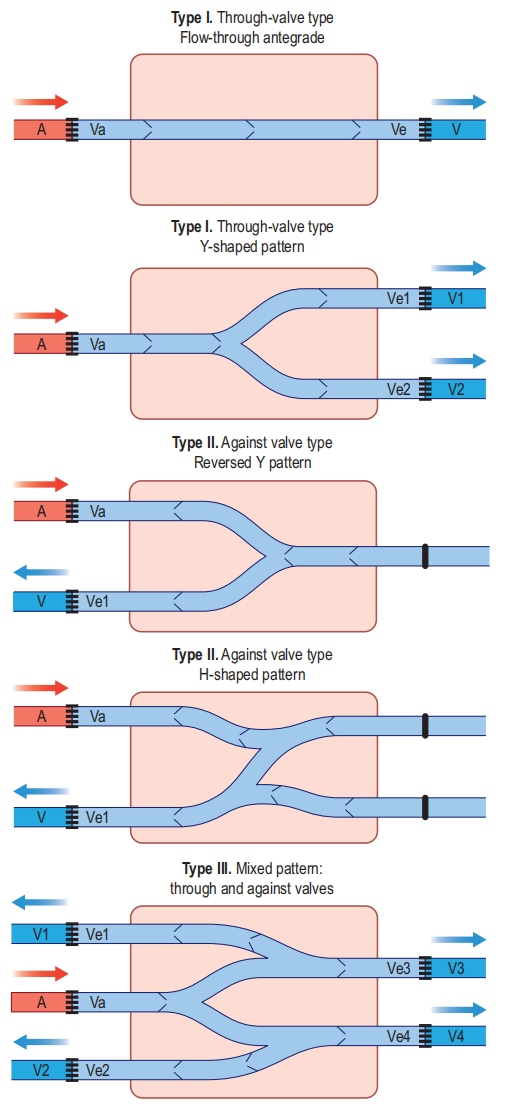 Type I. Through-valve type
Flow-through antegrade
A Va Ve V
Type I. Through-valve type
Y-shaped pattern
Ve1 V1
A Va
Ve2 V2
Type II. Against valve type
Reversed Y pattern
A Va
V Ve1
Type II. Against valve type
H-shaped pattern
A Va
V Ve1
Type III. Mixed pattern:
through and against valves
V1 Ve1
Ve3 V3
A Va
Ve4 V4
V2 Ve2